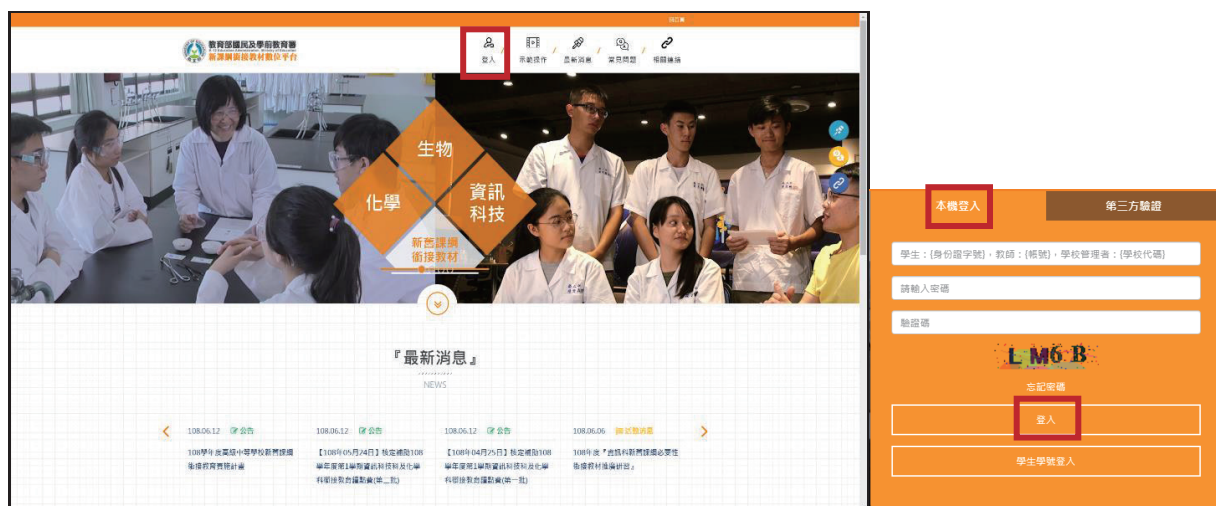 回首頁
教育部國民及學前教育署
新課綱銜接教材數位平台
登入
示範操作
最新消息
常見問題
相關連結
生物
化學
資訊
科技
新舊課綱
銜接教材
『最新消息』
NEWS
108.06.12 公告
108學年度高級中等學校新舊課綱
銜接教育實施計畫
108.06.12 公告
【108年05月24日】核定補助108
學年度第1學期資訊科技科及化學
科銜接教育鐘點費(第二批)
108.06.12 公告
【108年04月25日】核定補助108
學年度第1學期資訊科技科及化學
科銜接教育鐘點費(第一批)
108.06.06
108年度『資訊科新舊課綱必要性
銜接教材推廣研習』
本機登入
第三方驗證
學生：(身份證字號)，教師：(帳號)，學校管理者：(學校代碼)
請輸入密碼
驗證碼
L M6 B
忘記密碼
登入
學生學號登入